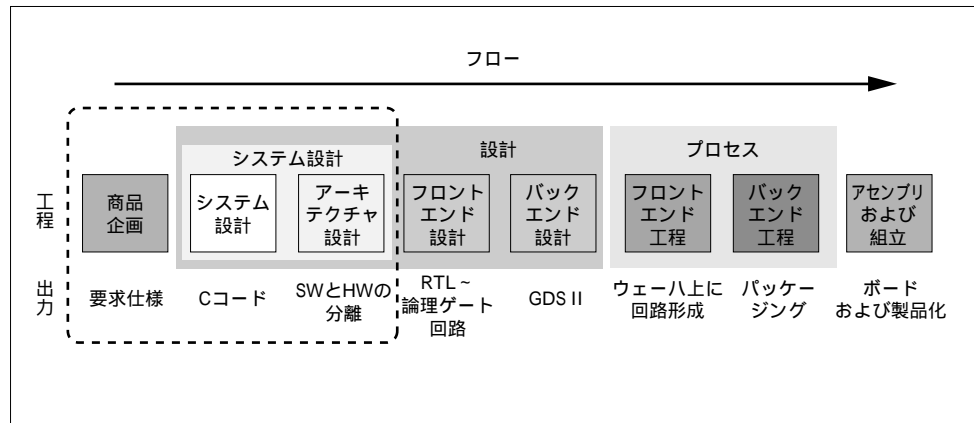 フロー
システム設計
設計
プロセス
工程
商品
企画
システム
設計
アーキ
テクチャ
設計
フロント
エンド
設計
バック
エンド
設計
フロント
エンド
工程
バック
エンド
工程
アセンブリ
および
組立
出力
要求仕様
Cコード
SWとHWの
分離
RTL~
論理ゲート
回路
GDS II
ウェーハ上に
回路形成
パッケー
ジング
ボード
および製品化